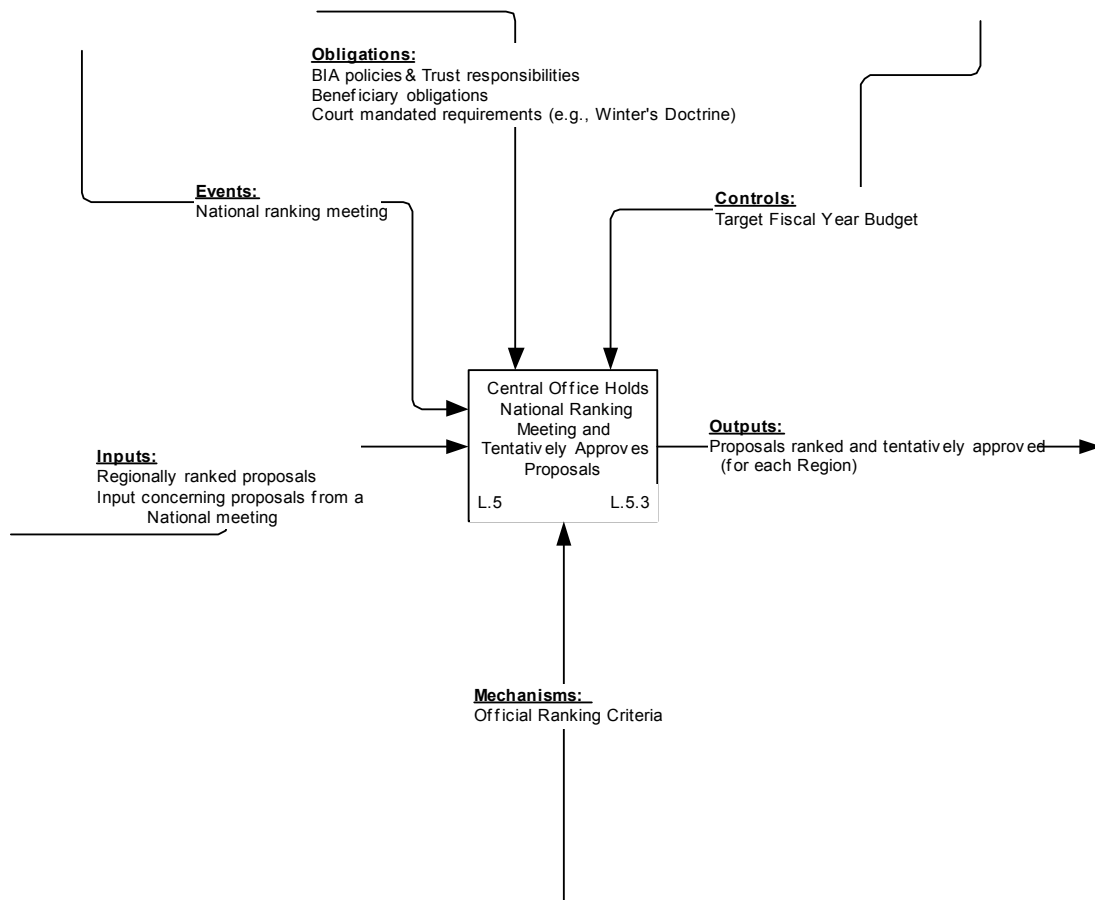 Obligations:
BIA policies & Trust responsibilities
Beneficiary obligations
Court mandated requirements (e.g., Winter's Doctrine)
Events:
National ranking meeting
Controls:
Target Fiscal Year Budget
Central Office Holds
National Ranking
Meeting and
Tentatively Approves
Proposals
L.5 L.5.3
Inputs:
Regionally ranked proposals
Input concerning proposals from a
National meeting
Outputs:
Proposals ranked and tentatively approved
(for each Region)
Mechanisms:
Official Ranking Criteria